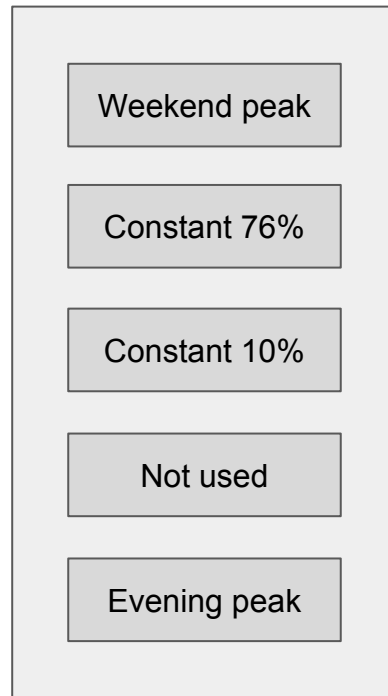 Weekend peak
Constant 76%
Constant 10%
Not used
Evening peak